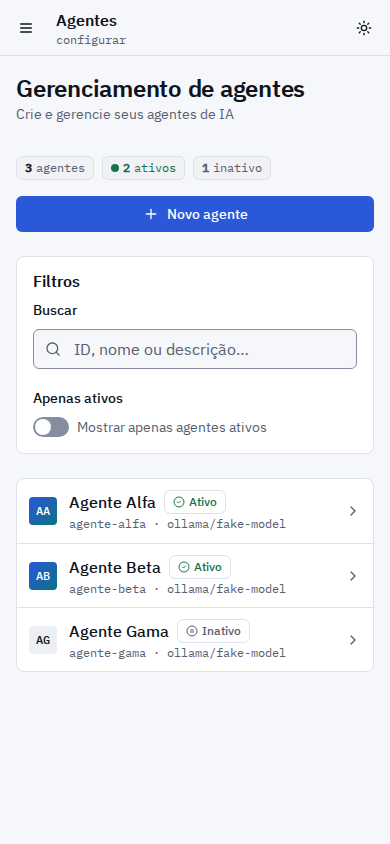 Agentes
configurar
Gerenciamento de agentes
Crie e gerencie seus agentes de IA
3 agentes 2 ativos 1 inativo
Novo agente
Filtros
Buscar
ID, nome ou descrição...
Apenas ativos
Mostrar apenas agentes ativos
AA Agente Alfa Ativo
agente-alfa · ollama/fake-model
AB Agente Beta Ativo
agente-beta · ollama/fake-model
AG Agente Gama Inativo
agente-gama · ollama/fake-model